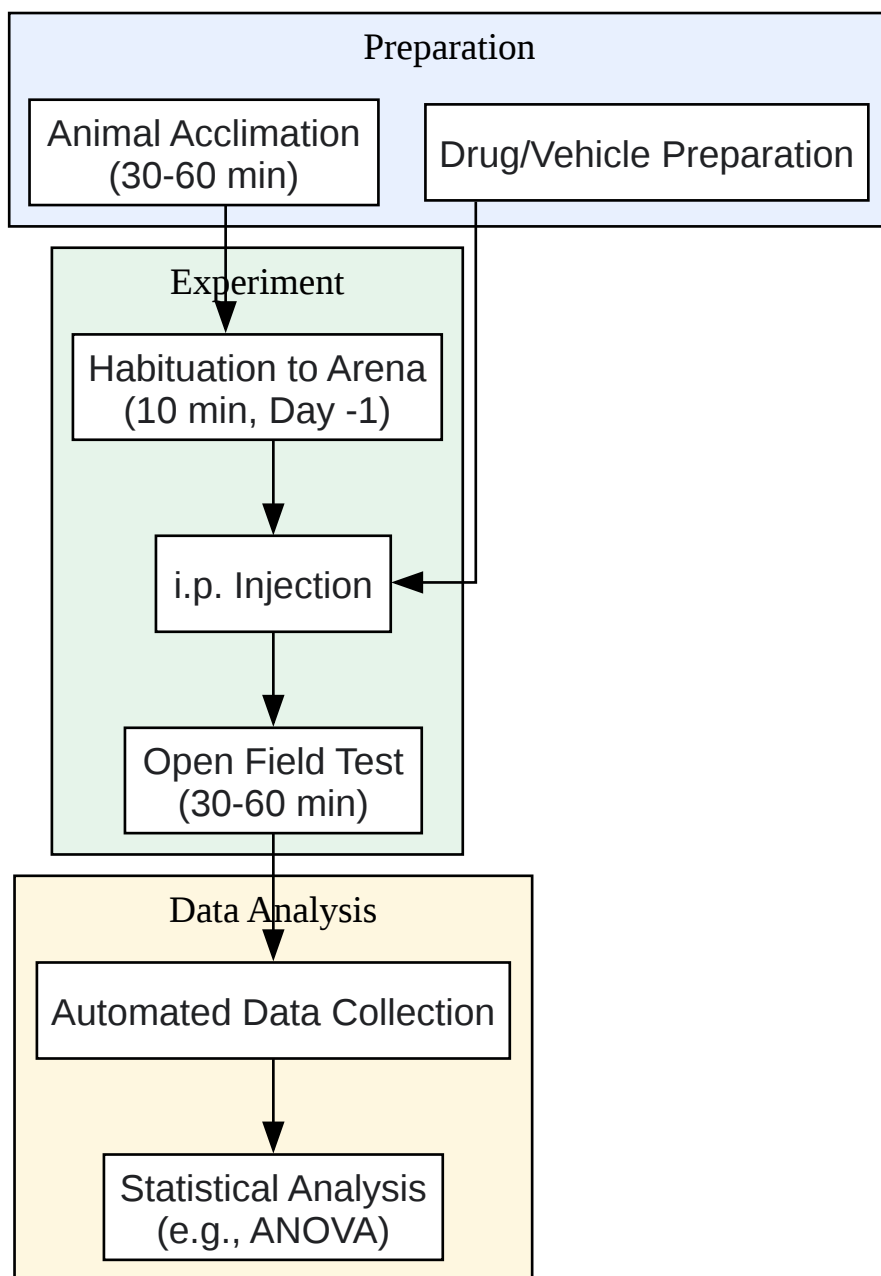 Preparation
Animal Acclimation
(30-60 min)
Drug/Vehicle Preparation
Experiment
Habituation to Arena
(10 min, Day -1)
i.p. Injection
Open Field Test
(30-60 min)
Data Analysis
Automated Data Collection
Statistical Analysis
(e.g., ANOVA)